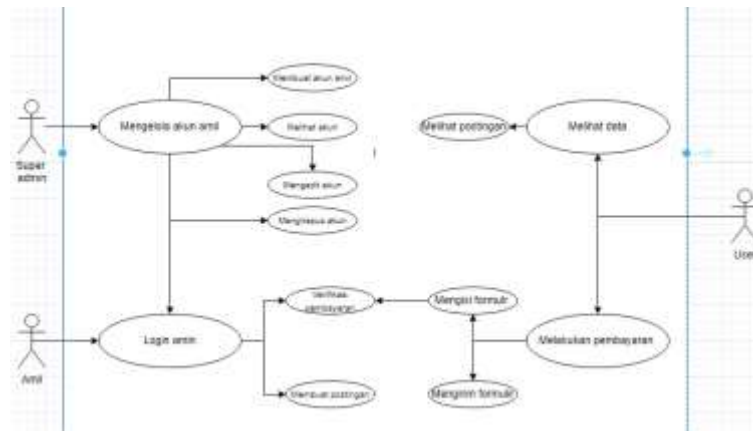 Membuat akun amil
Mengelola akun amil
Melihat akun
Melihat postingan
Melihat data
Super
admin
Mengedit akun
Menghapus akun
User
Verifikasi
pembayaran
Mengisi formulir
Login amin
Melakukan pembayaran
Amil
Membuat postingan
Mengirim formulir